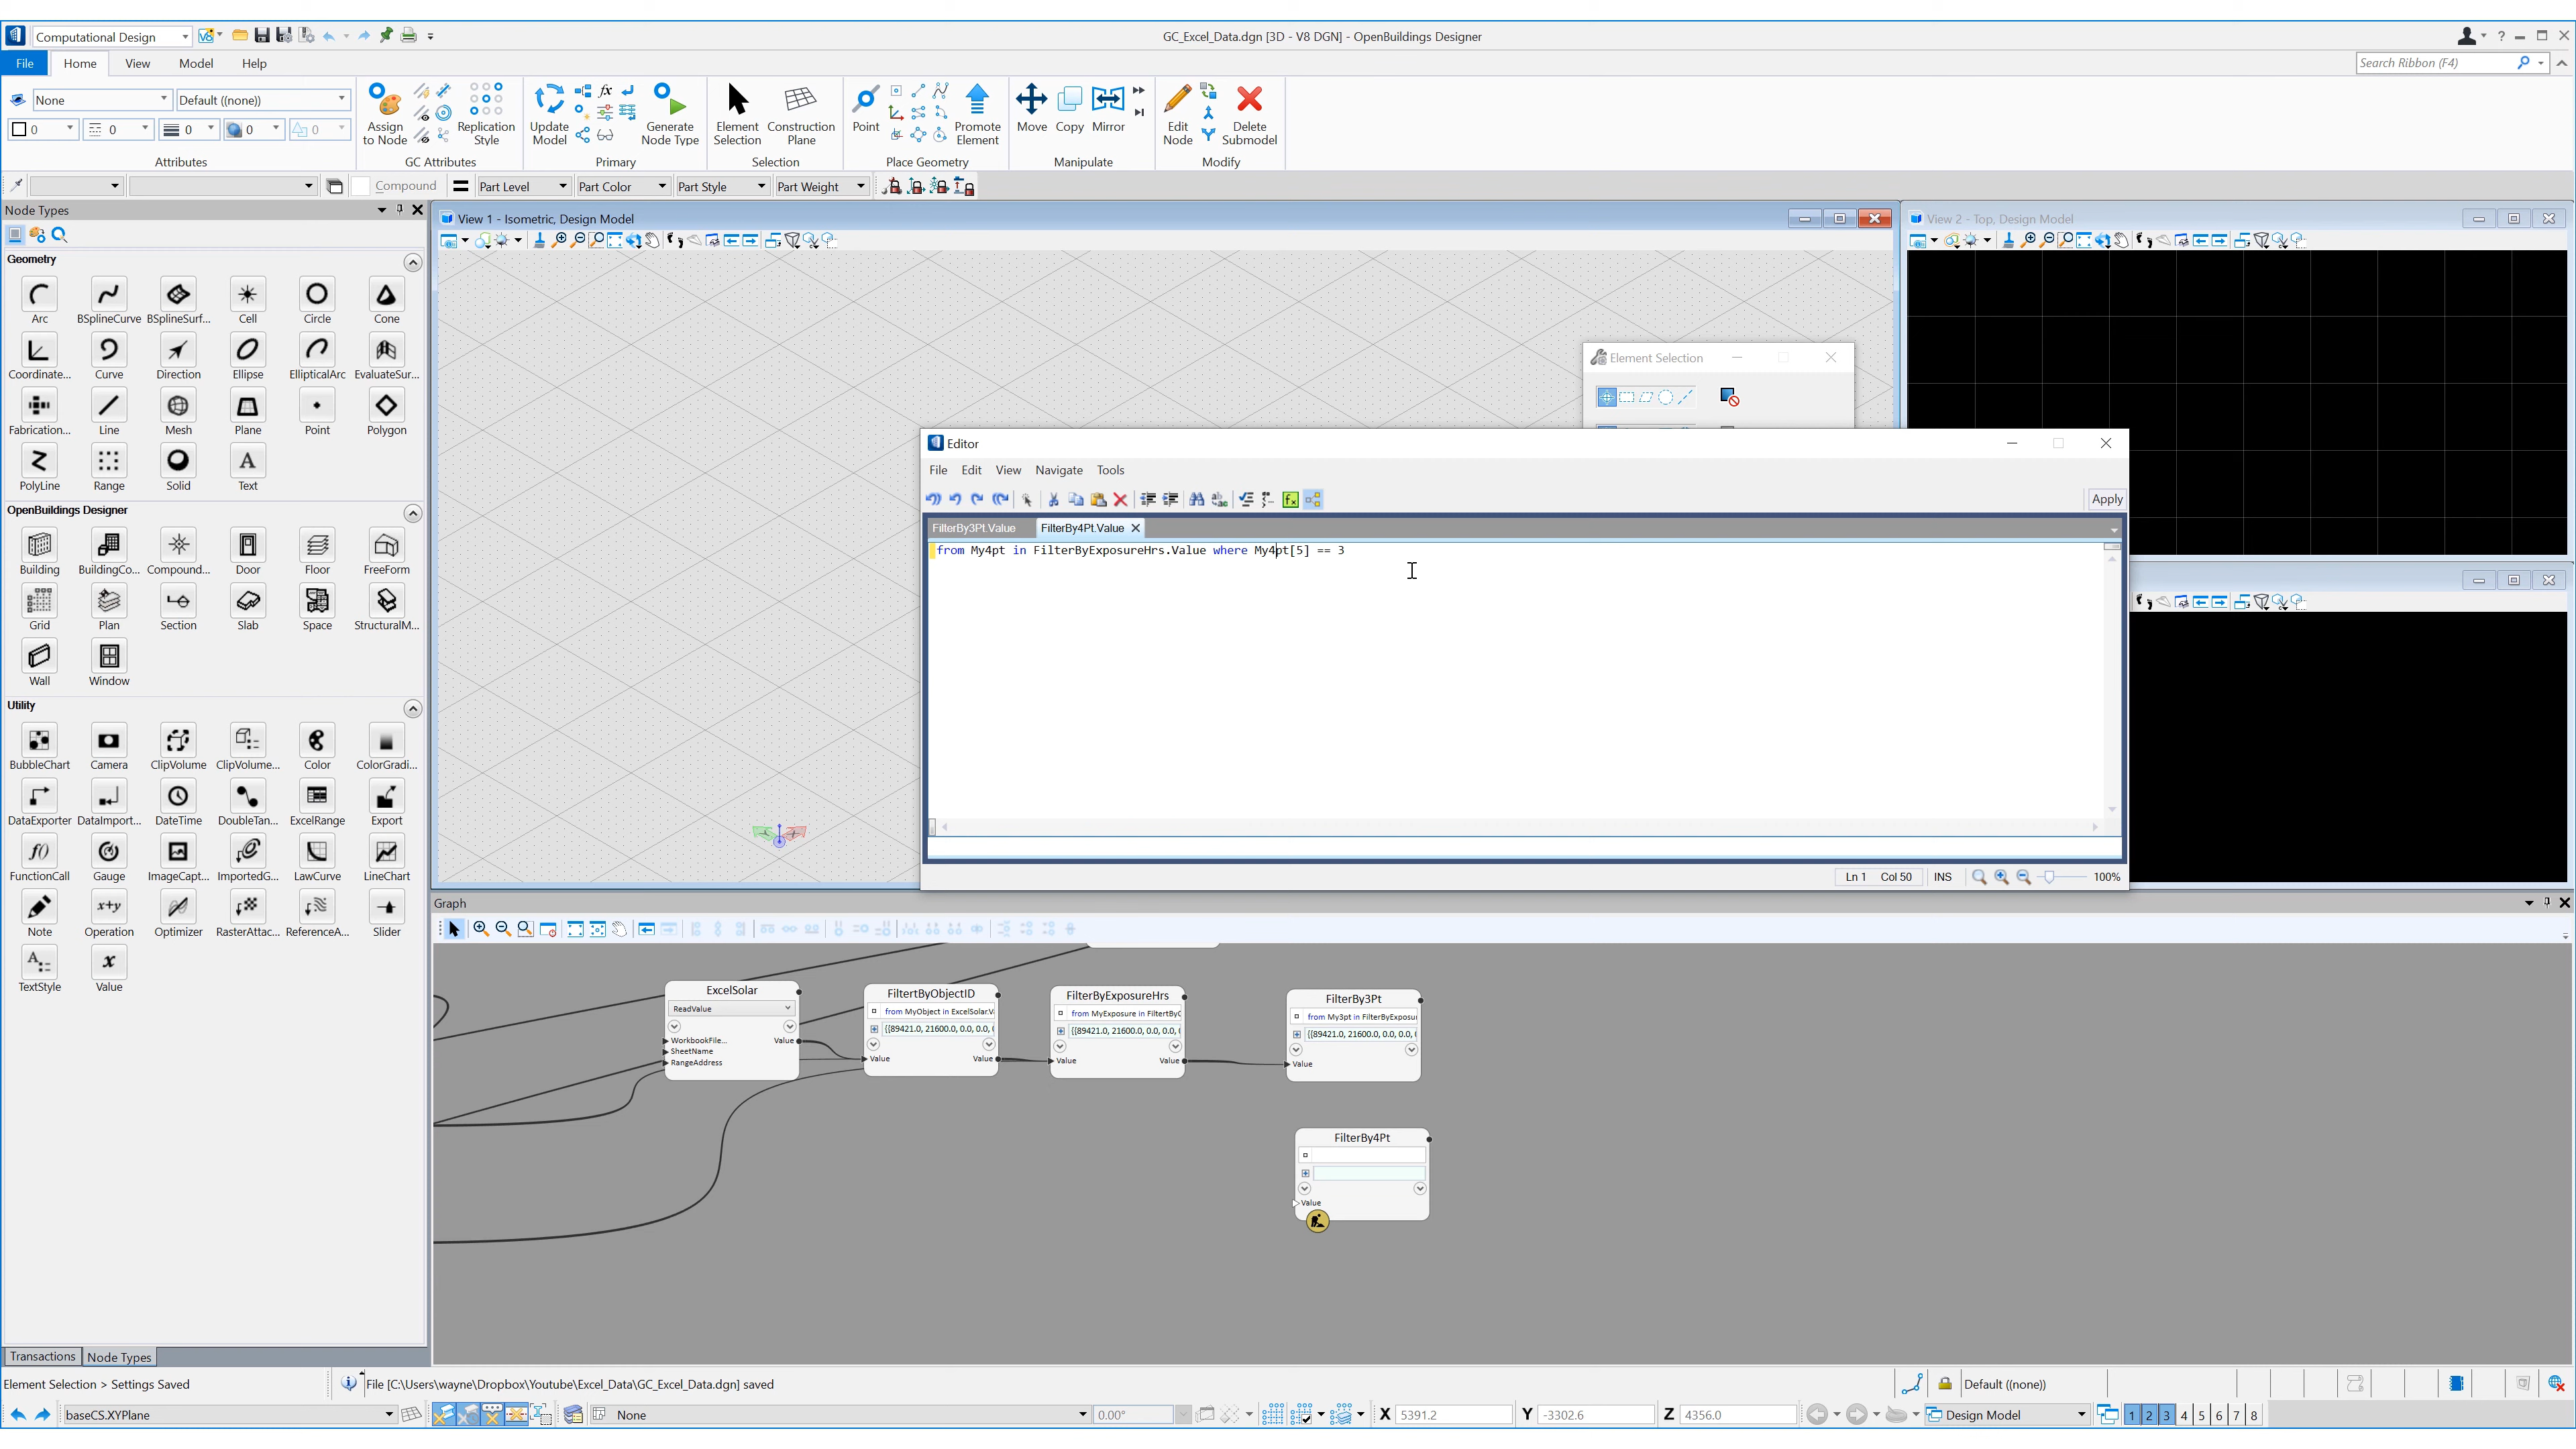 Computational Design
GC_Excel_Data.dgn [3D - V8 DGN] - OpenBuildings Designer
File Home View Model Help
Search Ribbon (F4)
None Default ((none))
0 0 0 0 0
Attributes
Assign to Node
Replication Style
GC Attributes
Update Model
Generate Node Type
Primary
Element Selection
Construction Plane
Selection
Point
Promote Element
Place Geometry
Move Copy Mirror
Manipulate
Edit Node
Delete Submodel
Modify
Compound
Part Level Part Color Part Style Part Weight
Node Types
Geometry
Arc BSplineCurve BSplineSurf... Cell Circle Cone
Coordinate... Curve Direction Ellipse EllipticalArc EvaluateSur...
Fabrication... Line Mesh Plane Point Polygon
PolyLine Range Solid Text
OpenBuildings Designer
Building BuildingCo... Compound... Door Floor FreeForm
Grid Plan Section Slab Space StructuralM...
Wall Window
Utility
BubbleChart Camera ClipVolume ClipVolume... Color ColorGradi...
DataExporter DataImport... DateTime DoubleTan... ExcelRange Export
FunctionCall Gauge ImageCapt... ImportedG... LawCurve LineChart
Note Operation Optimizer RasterAttac... ReferenceA... Slider
TextStyle Value
Transactions Node Types
View 1 - Isometric, Design Model
View 2 - Top, Design Model
Element Selection
Editor
File Edit View Navigate Tools
Apply
FilterBy3Pt.Value FilterBy4Pt.Value
from My4pt in FilterByExposureHrs.Value where My4pt[5] == 3
Ln 1 Col 50 INS 100%
Graph
ExcelSolar
ReadValue
WorkbookFile...
SheetName
RangeAddress
Value
FiltertByObjectID
from MyObject in ExcelSolar.V
{{89421.0, 21600.0, 0.0, 0.0,
Value Value
FilterByExposureHrs
from MyExposure in FiltertByO
{{89421.0, 21600.0, 0.0, 0.0,
Value Value
FilterBy3Pt
from My3pt in FilterByExposur
{{89421.0, 21600.0, 0.0, 0.0,
Value
FilterBy4Pt
Value
Element Selection > Settings Saved
File [C:\Users\wayne\Dropbox\Youtube\Excel_Data\GC_Excel_Data.dgn] saved
Default ((none))
baseCS.XYPlane
None
0.00°
X 5391.2 Y -3302.6 Z 4356.0
Design Model
1 2 3 4 5 6 7 8